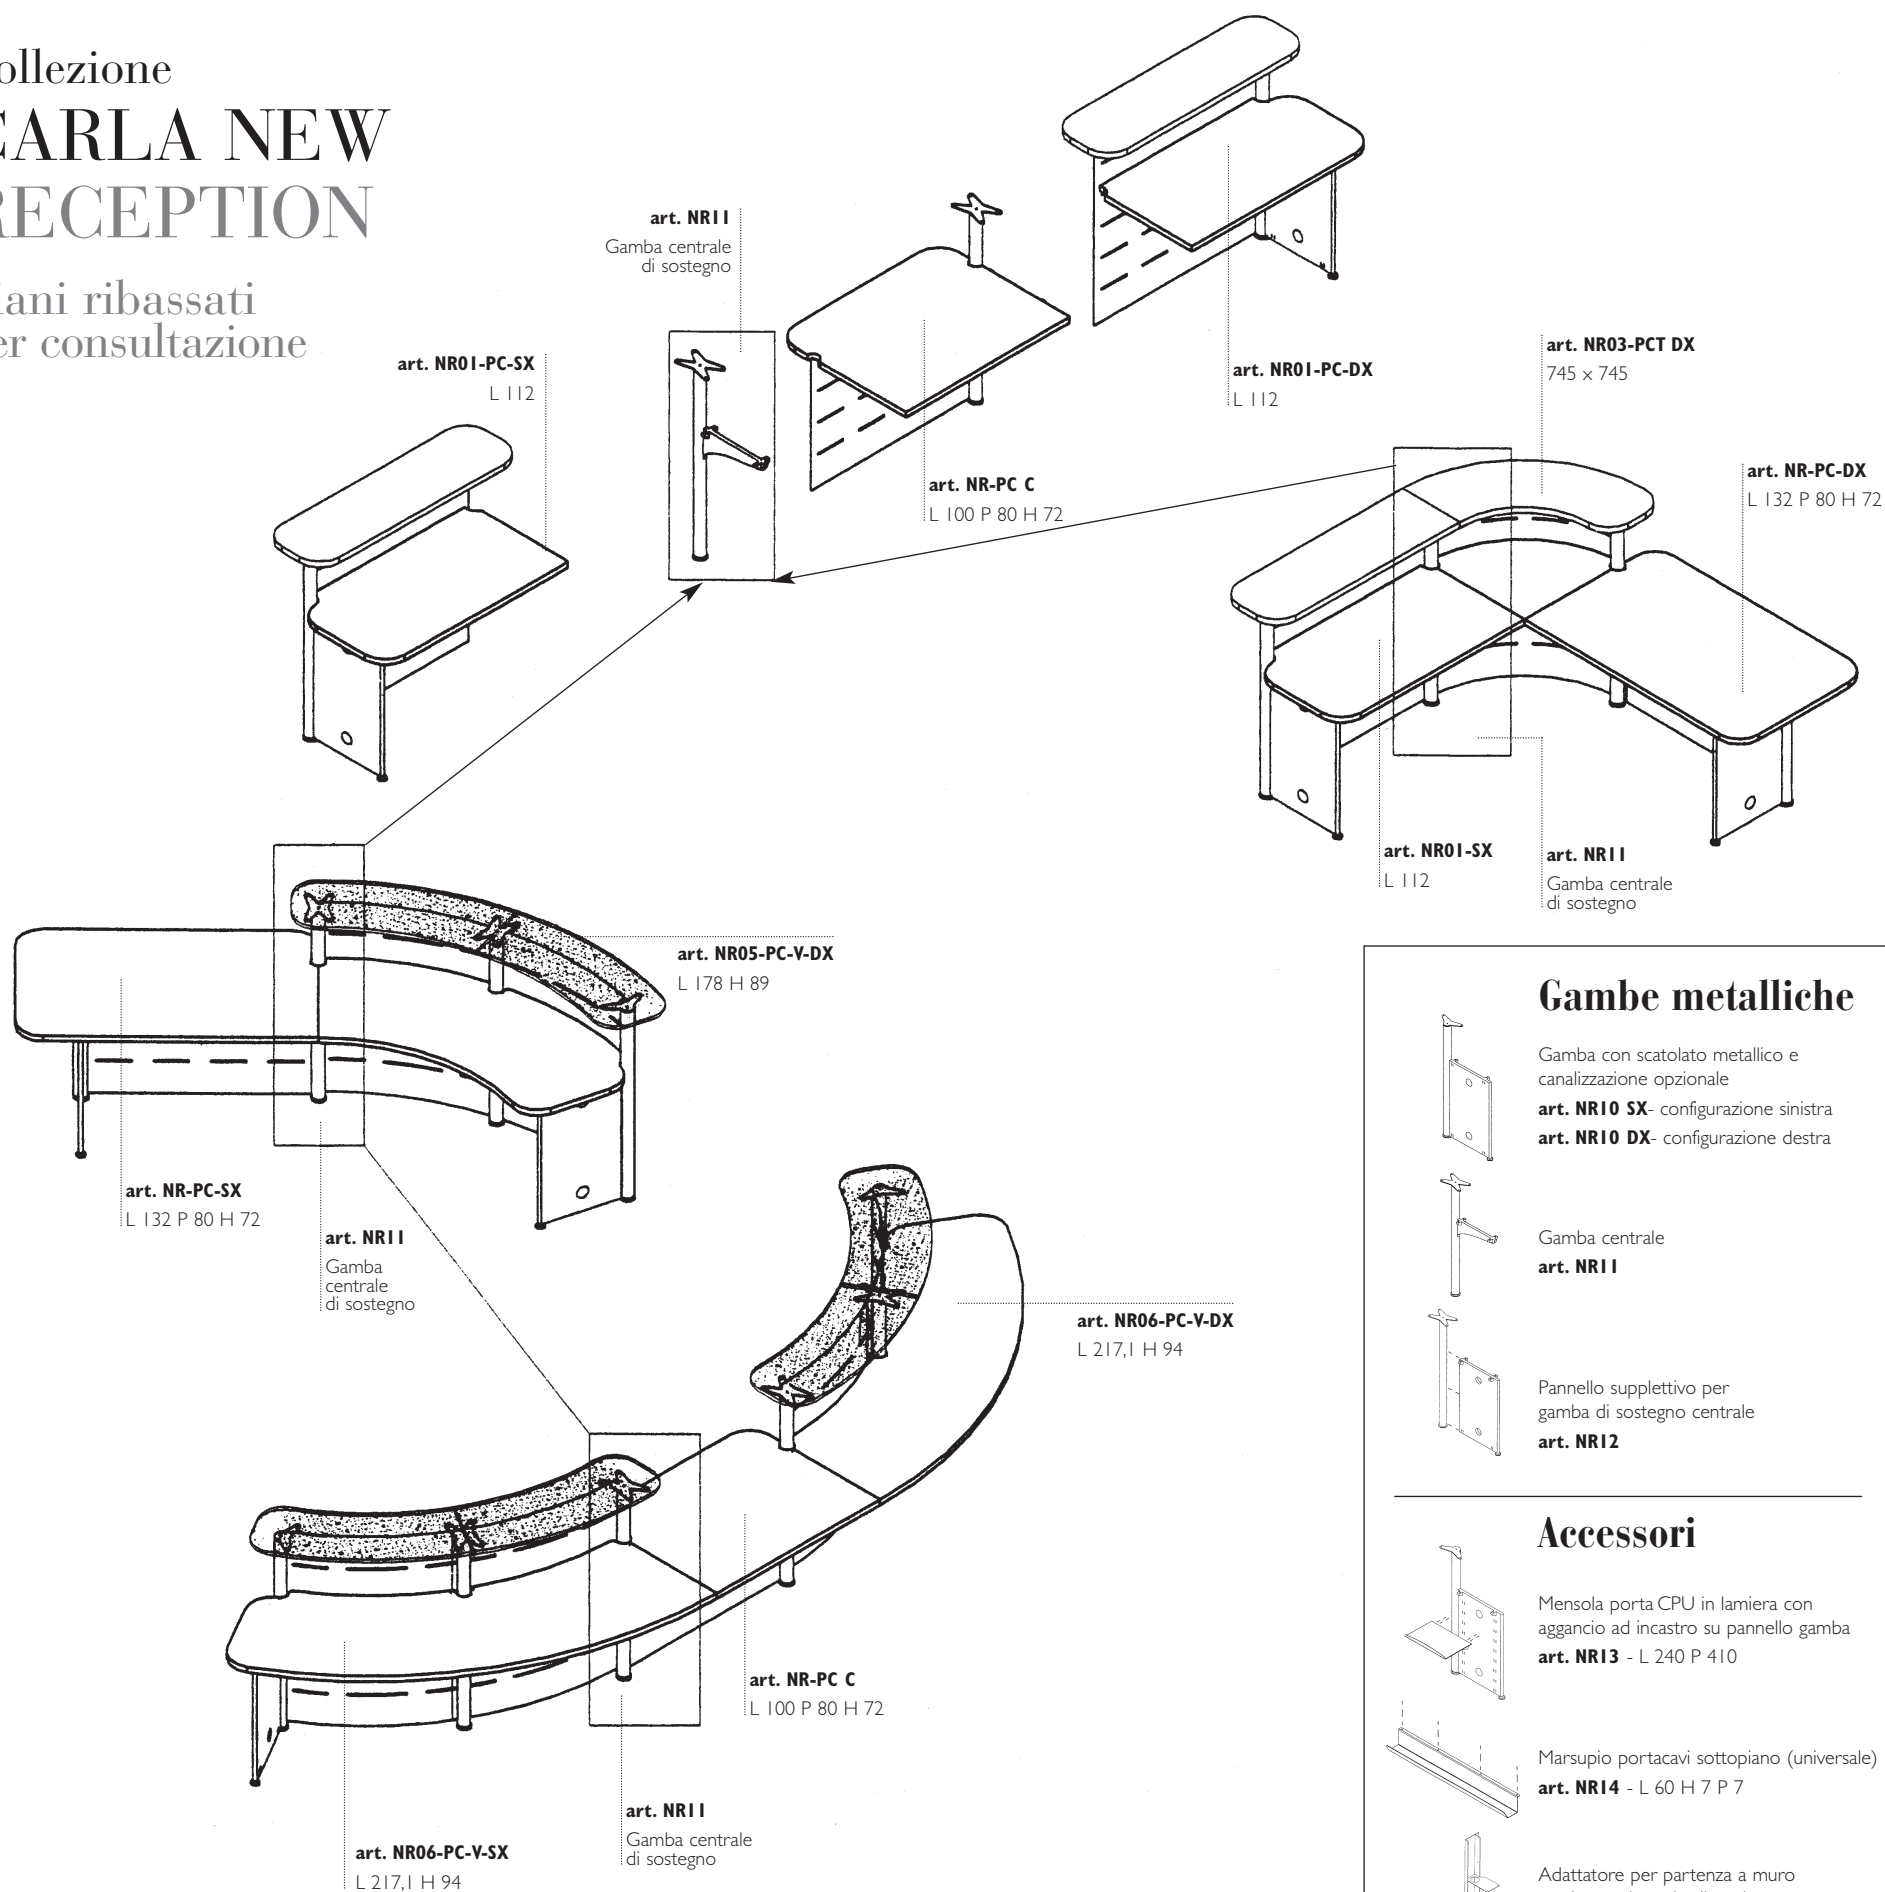 ollezione
CARLA NEW
RECEPTION
iani ribassati
er consultazione
art. NR11
Gamba centrale
di sostegno
art. NR01-PC-SX
L 112
art. NR01-PC-DX
L 112
art. NR03-PCT DX
745 x 745
art. NR-PC C
L 100 P 80 H 72
art. NR-PC-DX
L 132 P 80 H 72
art. NR01-SX
L 112
art. NR11
Gamba centrale
di sostegno
art. NR05-PC-V-DX
L 178 H 89
art. NR-PC-SX
L 132 P 80 H 72
art. NR11
Gamba
centrale
di sostegno
art. NR06-PC-V-DX
L 217,1 H 94
art. NR-PC C
L 100 P 80 H 72
art. NR11
Gamba centrale
di sostegno
art. NR06-PC-V-SX
L 217,1 H 94
Gambe metalliche
Gamba con scatolato metallico e
canalizzazione opzionale
art. NR10 SX- configurazione sinistra
art. NR10 DX- configurazione destra
Gamba centrale
art. NR11
Pannello supplettivo per
gamba di sostegno centrale
art. NR12
Accessori
Mensola porta CPU in lamiera con
aggancio ad incastro su pannello gamba
art. NR13 - L 240 P 410
Marsupio portacavi sottopiano (universale)
art. NR14 - L 60 H 7 P 7
Adattatore per partenza a muro